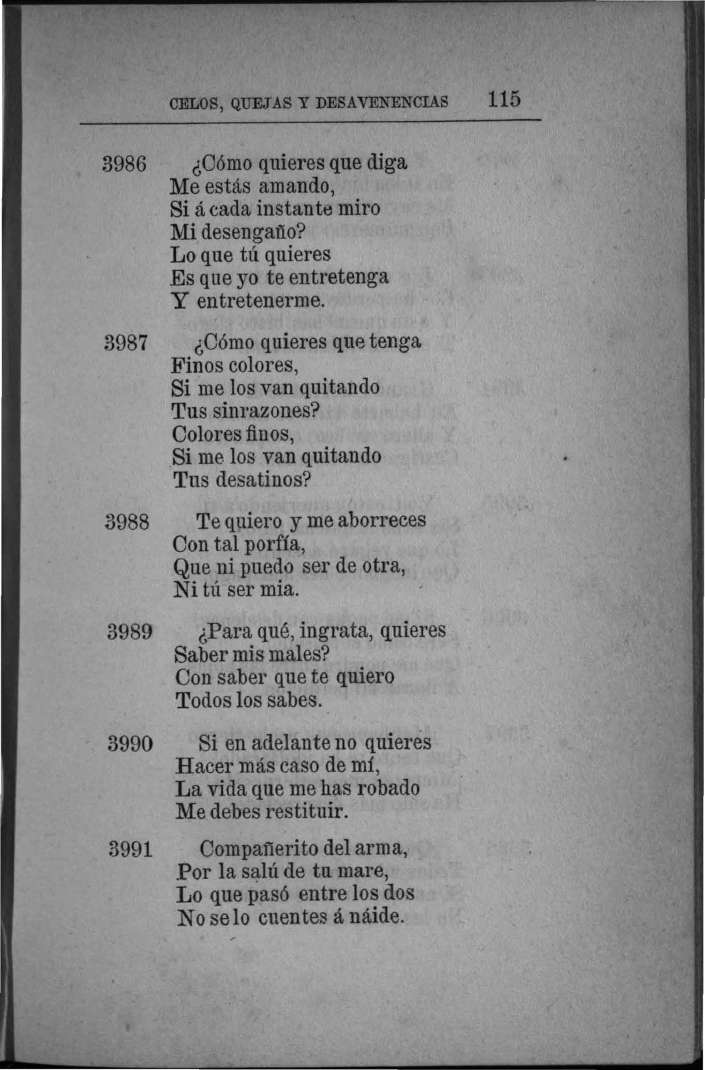 CELOS, QUEJAS Y DESAVENENCIAS 115
3986 ¿Cómo quieres que diga
Me estás amando,
Si á cada instante miro
Mi desengaño?
Lo que tú quieres
Es que yo te entretenga
Y entretenerme.
3987 ¿Cómo quieres que tenga
Finos colores,
Si me los van quitando
Tus sinrazones?
Colores finos,
Si me los van quitando
Tus desatinos?
3988 Te quiero y me aborreces
Con tal porfía,
Que ni puedo ser de otra,
Ni tú ser mia.
3989 ¿Para qué, ingrata, quieres
Saber mis males?
Con saber que te quiero
Todos los sabes.
3990 Si en adelante no quieres
Hacer más caso de mí,
La vida que me has robado
Me debes restituir.
3991 Compañerito del arma,
Por la salú de tu mare,
Lo que pasó entre los dos
No se lo cuentes á náide.